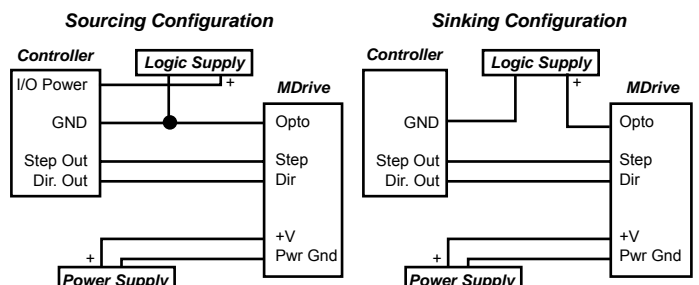 Sourcing Configuration
Controller
Logic Supply
I/O Power
+
MDrive
GND
Opto
Step Out
Step
Dir. Out
Dir
+V
+
Pwr Gnd
Power Supply
Sinking Configuration
Controller
Logic Supply
+
MDrive
GND
Opto
Step Out
Step
Dir. Out
Dir
+V
+
Pwr Gnd
Power Supply